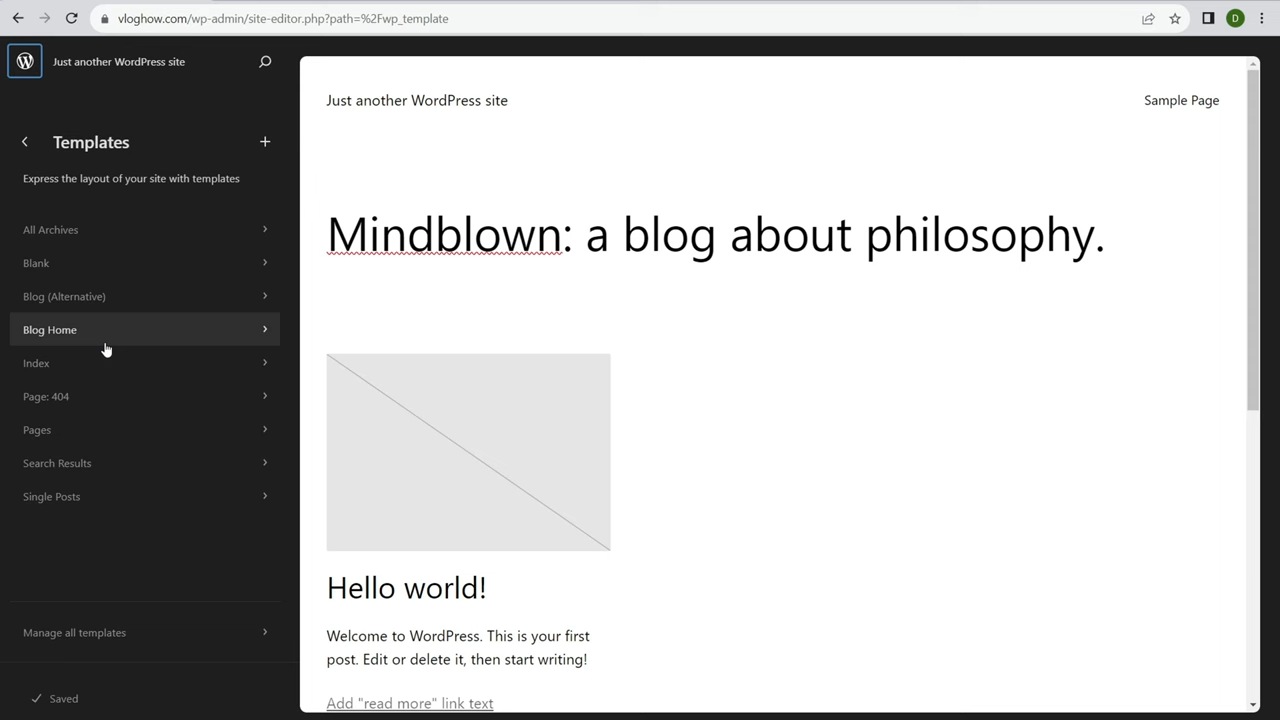 vloghow.com/wp-admin/site-editor.php?path=%2Fwp_template
D
Just another WordPress site
Templates
Express the layout of your site with templates
All Archives
Blank
Blog (Alternative)
Blog Home
Index
Page: 404
Pages
Search Results
Single Posts
Manage all templates
Saved
Just another WordPress site
Sample Page
Mindblown: a blog about philosophy.
Hello world!
Welcome to WordPress. This is your first
post. Edit or delete it, then start writing!
Add "read more" link text